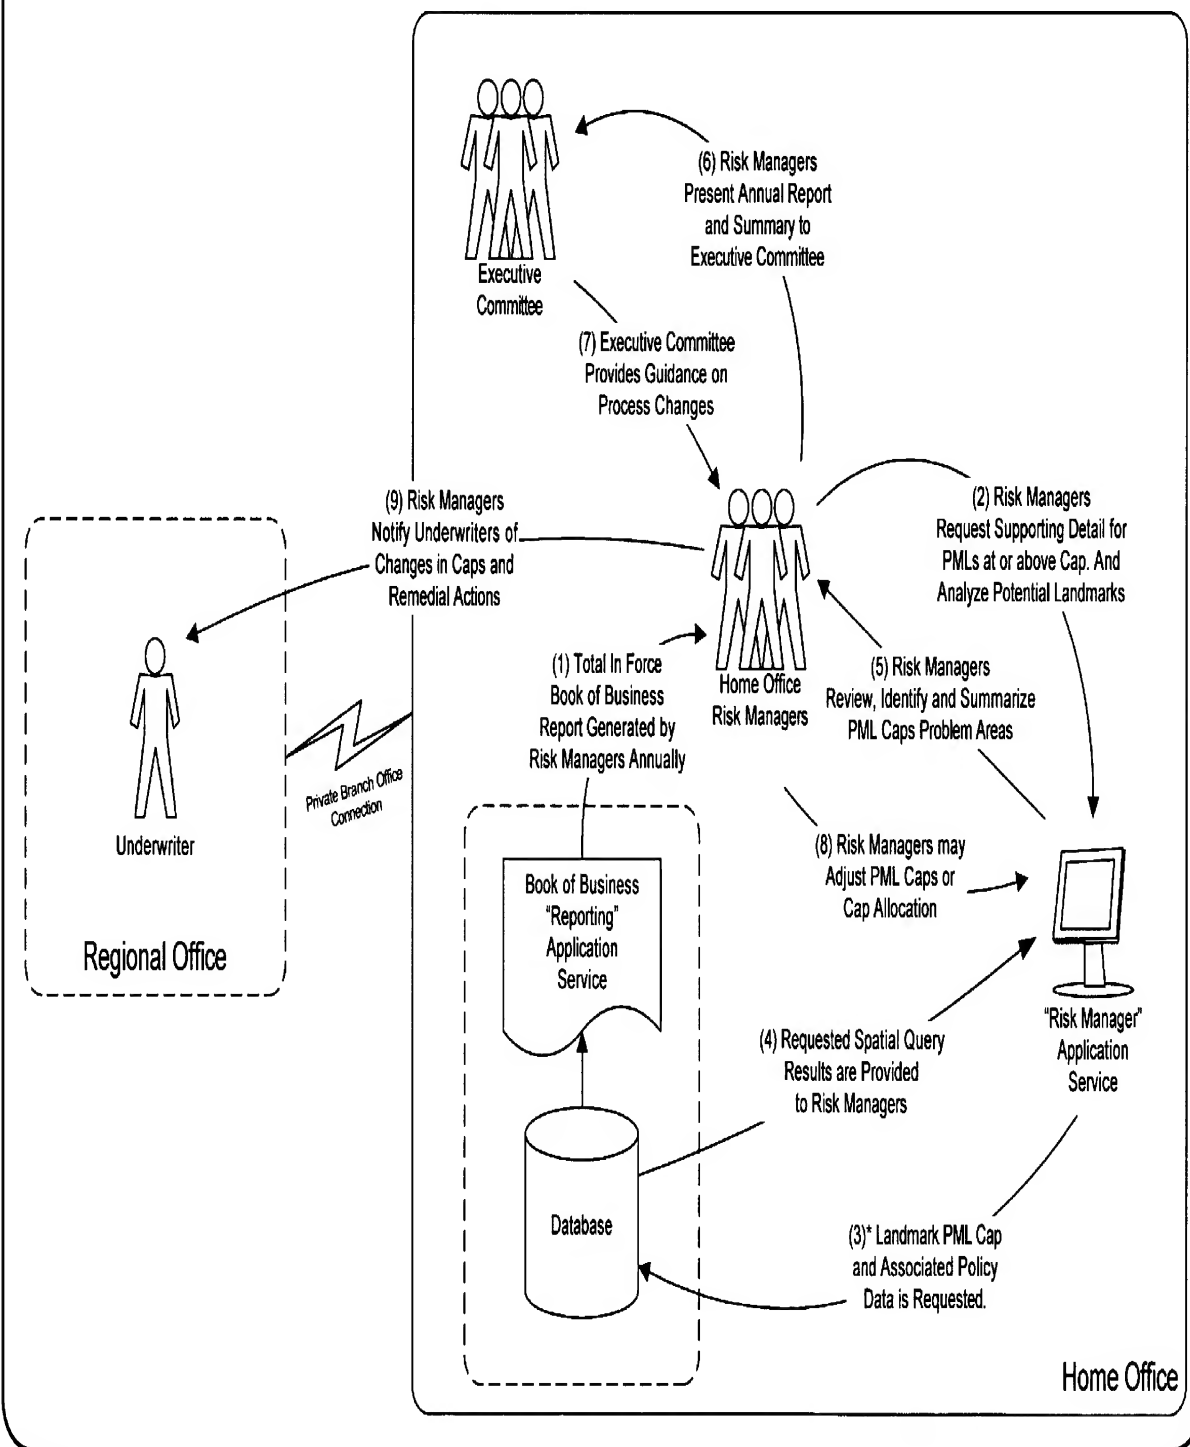 (6) Risk Managers
Present Annual Report
and Summary to
Executive Committee
Executive
Committee
(7) Executive Committee
Provides Guidance on
Process Changes
(9) Risk Managers
Notify Underwriters of
Changes in Caps and
Remedial Actions
(2) Risk Managers
Request Supporting Detail for
PMLs at or above Cap. And
Analyze Potential Landmarks
(1) Total In Force
Book of Business
Report Generated by
Risk Managers Annually
Home Office
Risk Managers
(5) Risk Managers
Review, Identify and Summarize
PML Caps Problem Areas
Private Branch Office
Connection
Underwriter
Regional Office
(8) Risk Managers may
Adjust PML Caps or
Cap Allocation
Book of Business
"Reporting"
Application
Service
"Risk Manager"
Application
Service
(4) Requested Spatial Query
Results are Provided
to Risk Managers
Database
(3)* Landmark PML Cap
and Associated Policy
Data is Requested.
Home Office